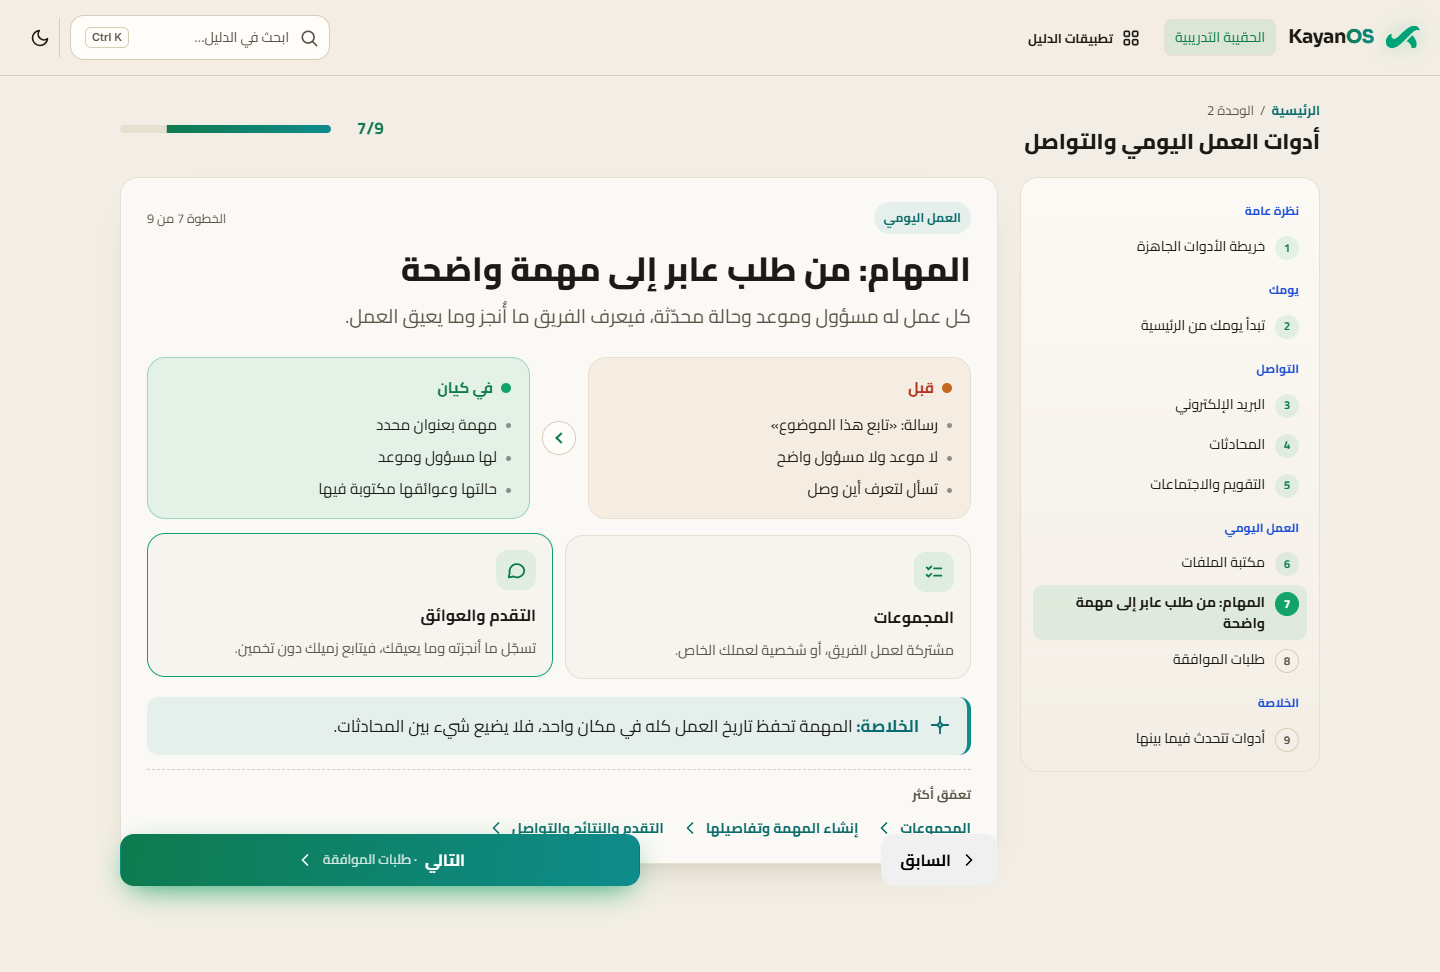 KayanOS
الحقيبة التدريبية
تطبيقات الدليل
ابحث في الدليل...
Ctrl K
الرئيسية / الوحدة 2
أدوات العمل اليومي والتواصل
7/9
نظرة عامة
1 خريطة الأدوات الجاهزة
يومك
2 تبدأ يومك من الرئيسية
التواصل
3 البريد الإلكتروني
4 المحادثات
5 التقويم والاجتماعات
العمل اليومي
6 مكتبة الملفات
7 المهام: من طلب عابر إلى مهمة
واضحة
8 طلبات الموافقة
الخلاصة
9 أدوات تتحدث فيما بينها
العمل اليومي
الخطوة 7 من 9
المهام: من طلب عابر إلى مهمة واضحة
كل عمل له مسؤول وموعد وحالة محدّثة، فيعرف الفريق ما أُنجز وما يعيق العمل.
قبل
رسالة: «تابع هذا الموضوع»
لا موعد ولا مسؤول واضح
تسأل لتعرف أين وصل
في كيان
مهمة بعنوان محدد
لها مسؤول وموعد
حالتها وعوائقها مكتوبة فيها
المجموعات
مشتركة لعمل الفريق، أو شخصية لعملك الخاص.
التقدم والعوائق
تسجّل ما أنجزته وما يعيقك، فيتابع زميلك دون تخمين.
الخلاصة: المهمة تحفظ تاريخ العمل كله في مكان واحد، فلا يضيع شيء بين المحادثات.
تعمّق أكثر
المجموعات
إنشاء المهمة وتفاصيلها
التقدم والنتائج والتواصل
السابق
التالي · طلبات الموافقة